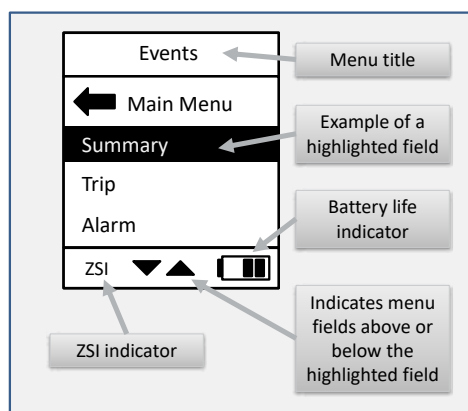 Events
Menu title
Main Menu
Example of a
highlighted field
Summary
Trip
Alarm
Battery life
indicator
ZSI
Indicates menu
fields above or
below the
highlighted field
ZSI indicator